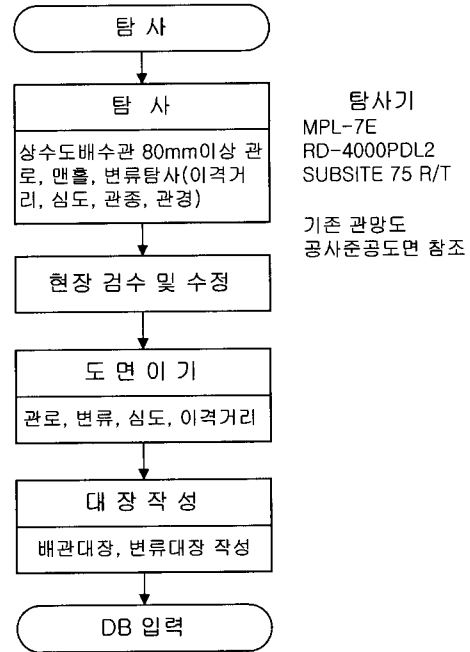 탐 사
탐 사
상수도배수관 80mm이상 관
로, 맨홀, 변류탐사(이격거
리, 심도, 관종, 관경)
탐사기
MPL-7E
RD-4000PDL2
SUBSITE 75 R/T
기존 관망도
공사준공도면 참조
현장 검수 및 수정
도 면 이 기
관로, 변류, 심도, 이격거리
대 장 작 성
배관대장, 변류대장 작성
DB 입력